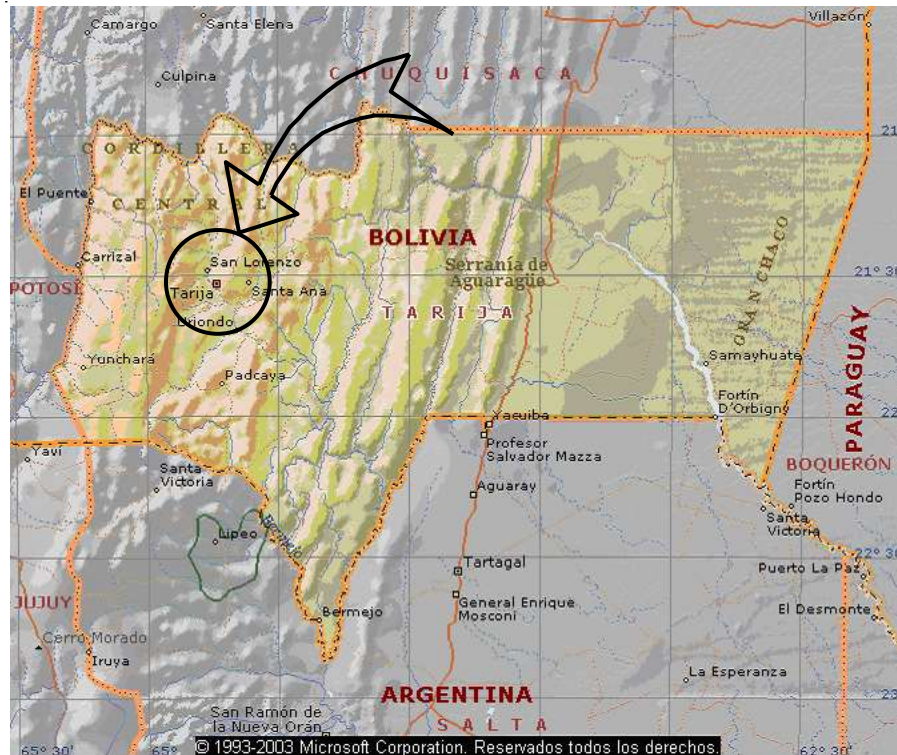 Camargo
Santa Elena
Villazón
Culpina
CHUQUISACA
21°
CORDILLERA
CENTRAL
El Puente
BOLIVIA
GRAN CHACO
Carrizal
San Lorenzo
Serranía de
Aguaragüe
21° 30'
POTOSÍ
Tarija
Santa Ana
TARIJA
Uriondo
PARAGUAY
Yunchará
Samayhuate
Padcaya
Fortín
D'Orbigny
22°
Yacuiba
Yavi
Profesor
Salvador Mazza
BOQUERÓN
Santa
Victoria
Aguaray
Fortín
Pozo Hondo
Santa
Victoria
Bermejo
Lipeo
22° 30'
Tartagal
Puerto La Paz
JUJUY
General Enrique
Mosconi
El Desmonte
Bermejo
Cerro Morado
Iruya
La Esperanza
ARGENTINA
23°
San Ramón de
la Nueva Orán
SALTA
65° 30'
65°
62° 30'
© 1993-2003 Microsoft Corporation. Reservados todos los derechos.